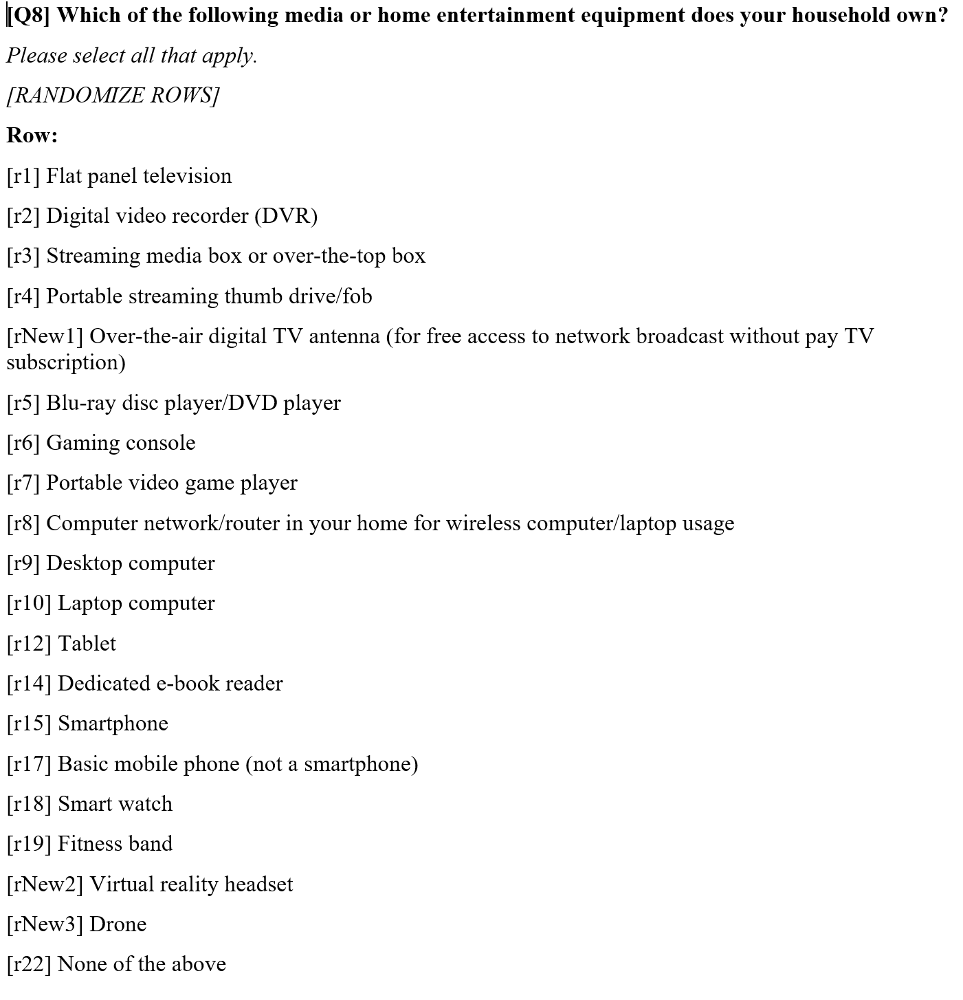 [Q8] Which of the following media or home entertainment equipment does your household own?
Please select all that apply.
[RANDOMIZE ROWS]
Row:
[r1] Flat panel television
[r2] Digital video recorder (DVR)
[r3] Streaming media box or over-the-top box
[r4] Portable streaming thumb drive/fob
[rNew1] Over-the-air digital TV antenna (for free access to network broadcast without pay TV
subscription)
[r5] Blu-ray disc player/DVD player
[r6] Gaming console
[r7] Portable video game player
[r8] Computer network/router in your home for wireless computer/laptop usage
[r9] Desktop computer
[r10] Laptop computer
[r12] Tablet
[r14] Dedicated e-book reader
[r15] Smartphone
[r17] Basic mobile phone (not a smartphone)
[r18] Smart watch
[r19] Fitness band
[rNew2] Virtual reality headset
[rNew3] Drone
[r22] None of the above